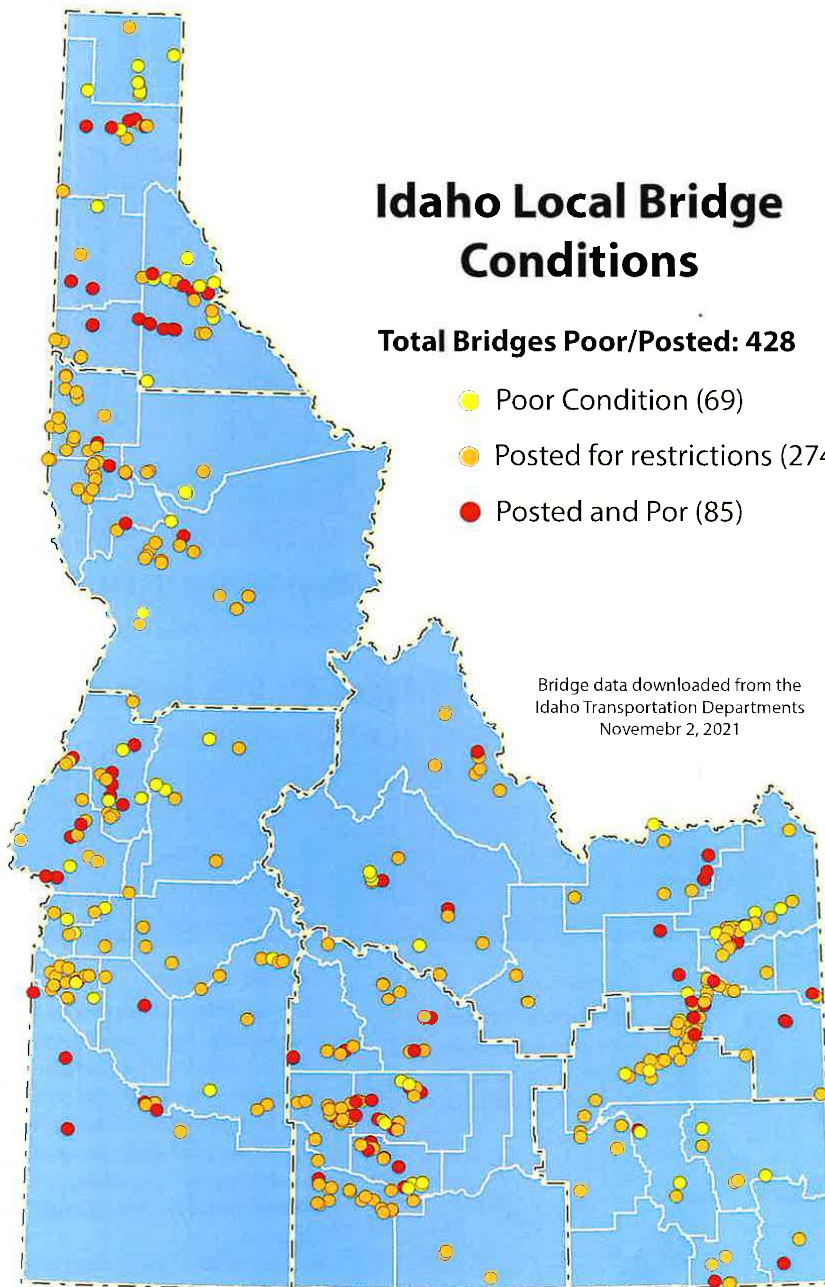 Idaho Local Bridge
Conditions
Total Bridges Poor/Posted: 428
Poor Condition (69)
Posted for restrictions (274
Posted and Por (85)
Bridge data downloaded from the
Idaho Transportation Departments
Novemebr 2, 2021